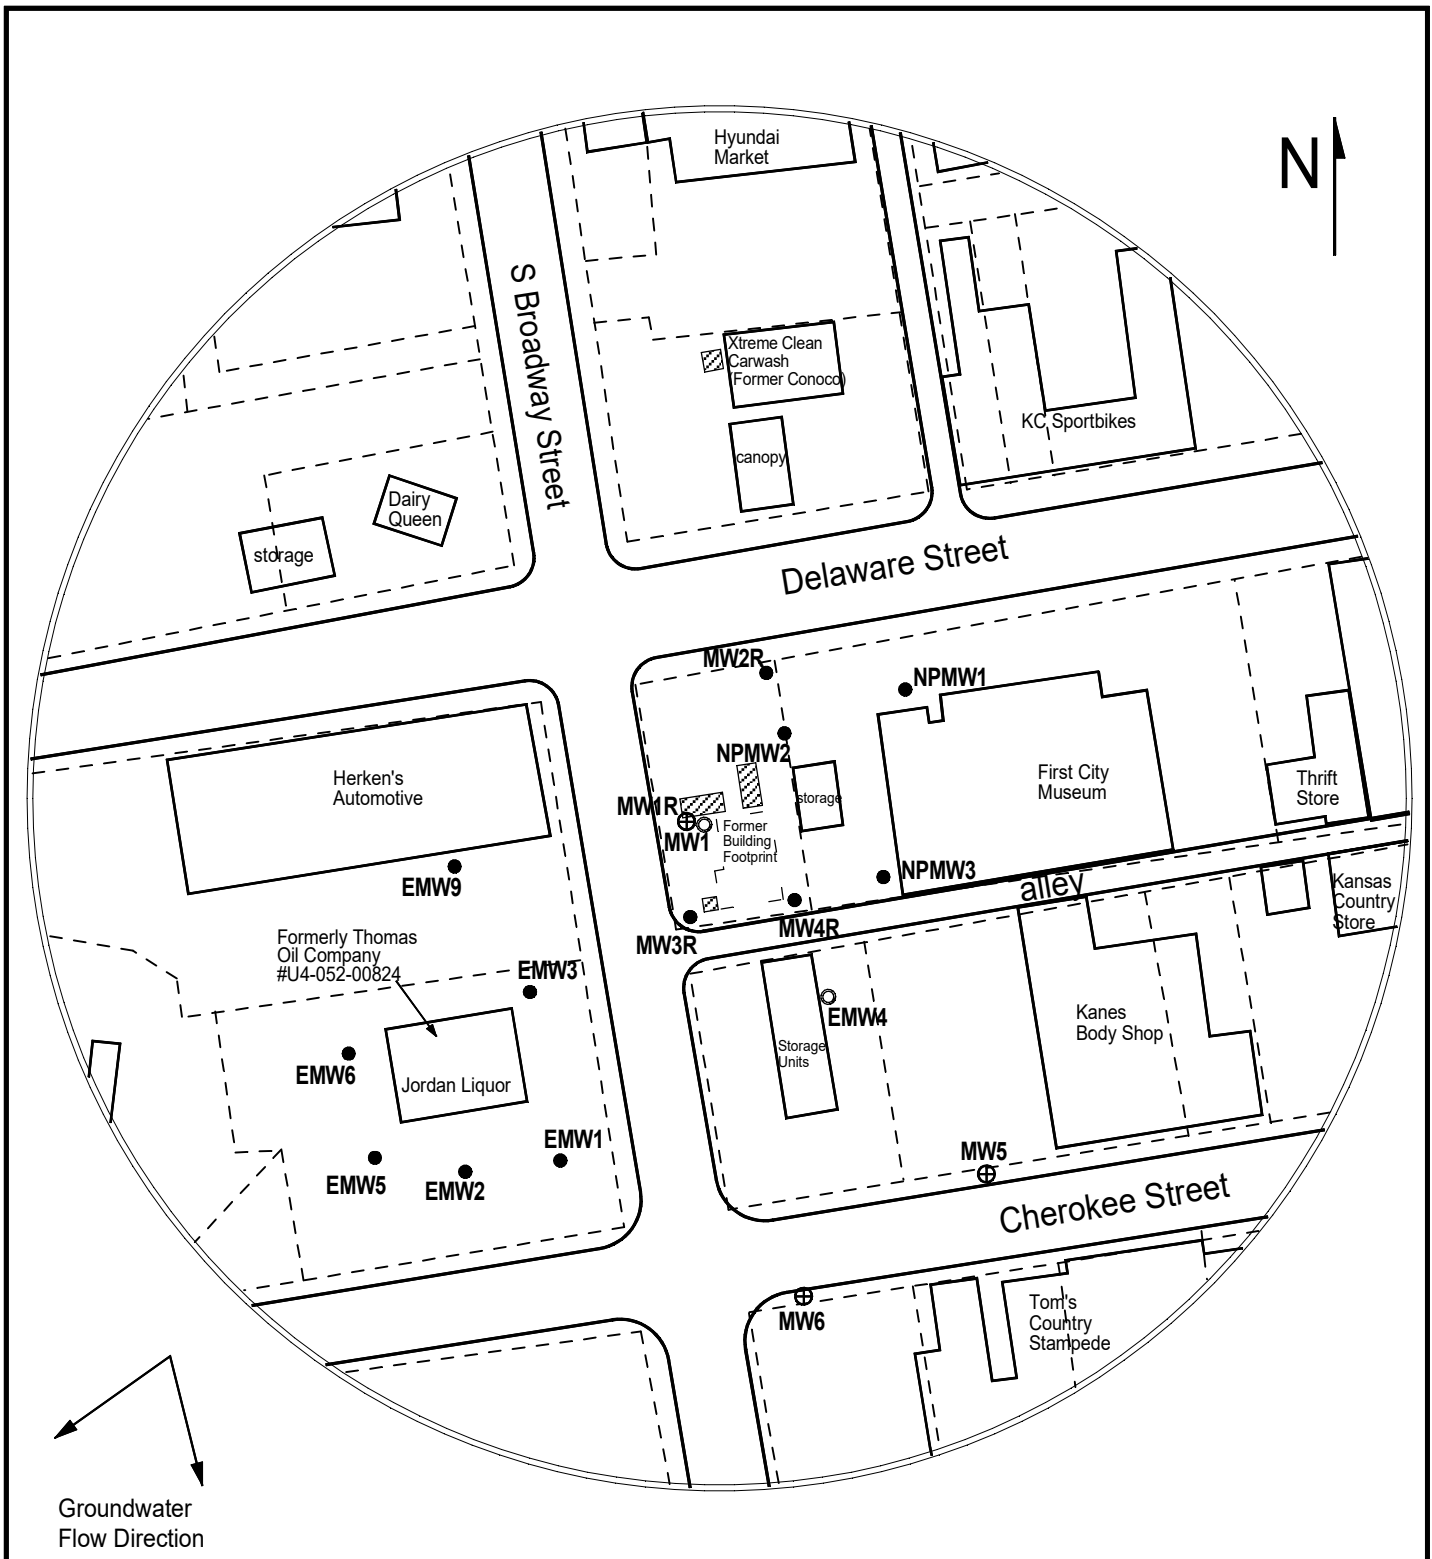 Hyundai
Market
N
S Broadway Street
Xtreme Clean
Carwash
(Former Conoco)
KC Sportbikes
canopy
Dairy
Queen
storage
Delaware Street
MW2R
NPMW1
NPMW2
Herken's
Automotive
First City
Museum
Thrift
Store
storage
MW1R
MW1
Former
Building
Footprint
EMW9
NPMW3
alley
Kansas
Country
Store
MW4R
MW3R
Formerly Thomas
Oil Company
#U4-052-00824
EMW3
EMW4
Kanes
Body Shop
Storage
Units
EMW6
Jordan Liquor
EMW1
MW5
EMW5
EMW2
Cherokee Street
MW6
Tom's
Country
Stampede
Groundwater
Flow Direction